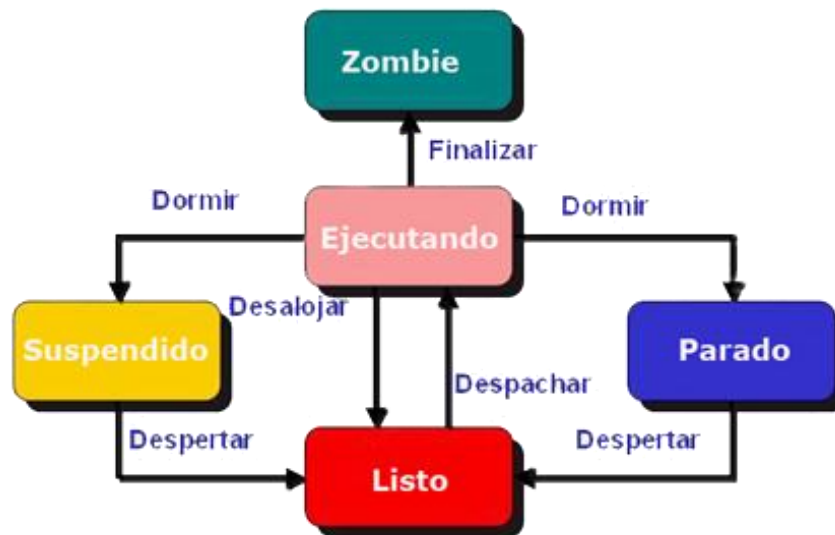 Zombie
Finalizar
Dormir
Dormir
Ejecutando
Desalojar
Suspendido
Parado
Despachar
Despertar
Despertar
Listo